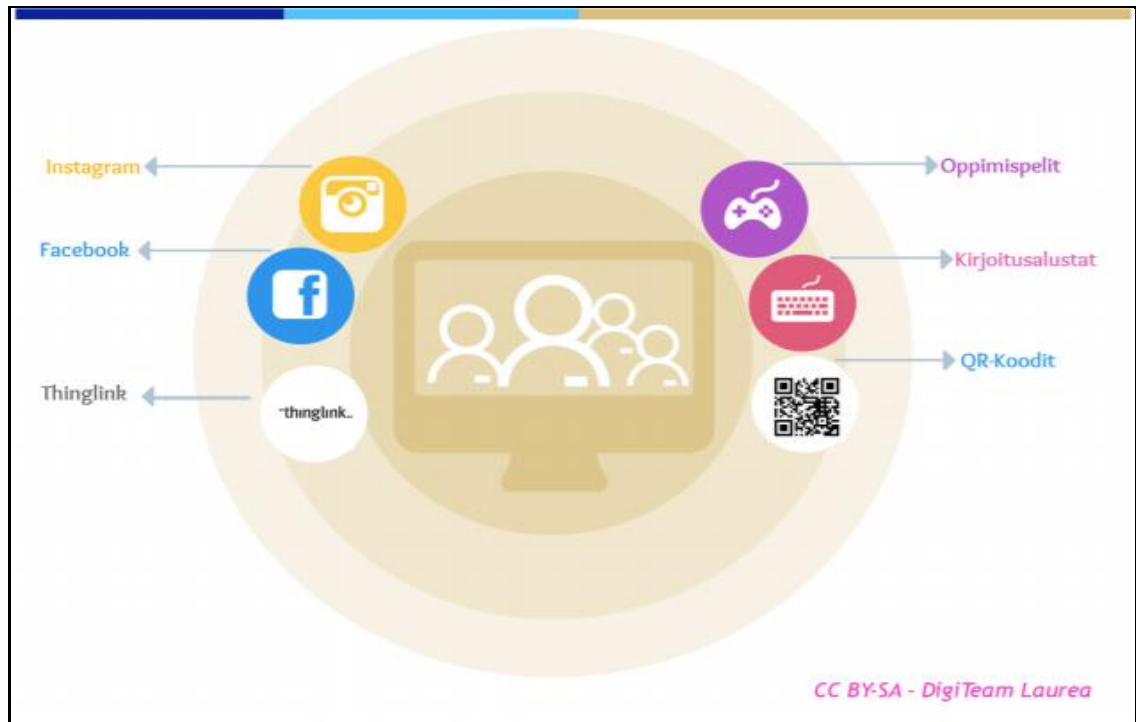 Instagram
Facebook
Thinglink
thinglink..
Oppimispelit
Kirjoitusalustat
QR-Koodit
CC BY-SA - DigiTeam Laurea